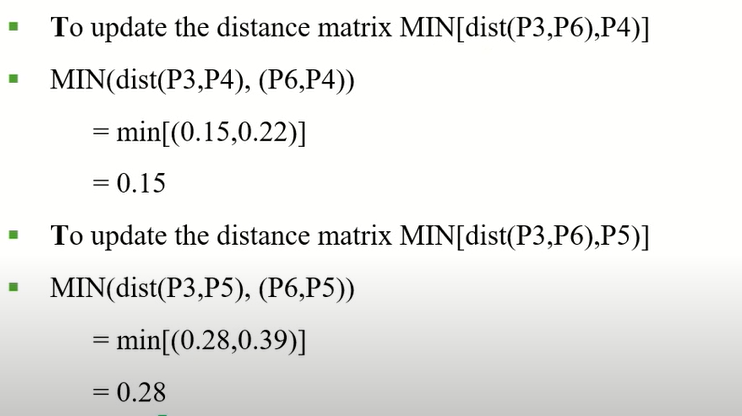 ▪ To update the distance matrix MIN[dist(P3,P6),P4)]
▪ MIN(dist(P3,P4), (P6,P4))
= min[(0.15,0.22)]
= 0.15
▪ To update the distance matrix MIN[dist(P3,P6),P5)]
▪ MIN(dist(P3,P5), (P6,P5))
= min[(0.28,0.39)]
= 0.28